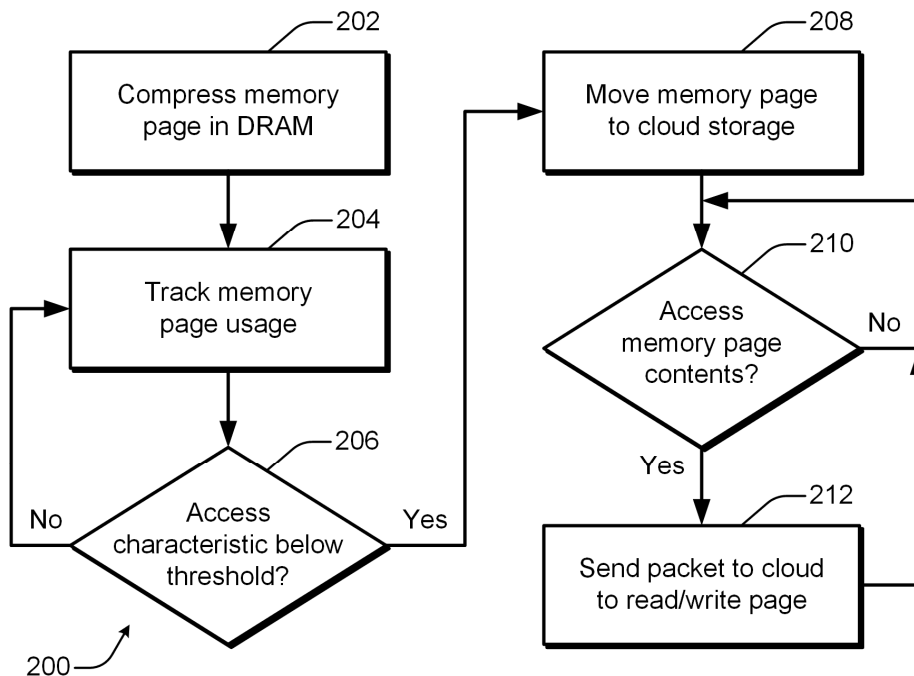 202
Compress memory
page in DRAM
204
Track memory
page usage
206
Access
characteristic below
threshold?
No
Yes
200
208
Move memory page
to cloud storage
210
Access
memory page
contents?
No
Yes
212
Send packet to cloud
to read/write page